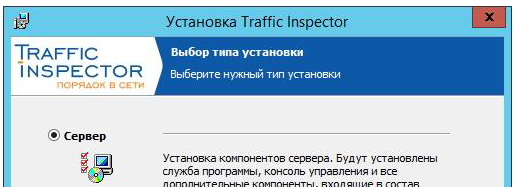 Установка Traffic Inspector
x
TRAFFIC
INSPECTOR
ПОРЯДОК В СЕТИ
Выбор типа установки
Выберите нужный тип установки
Сервер
Установка компонентов сервера. Будут установлены
служба программы, консоль управления и все
дополнительные компоненты, входящие в состав